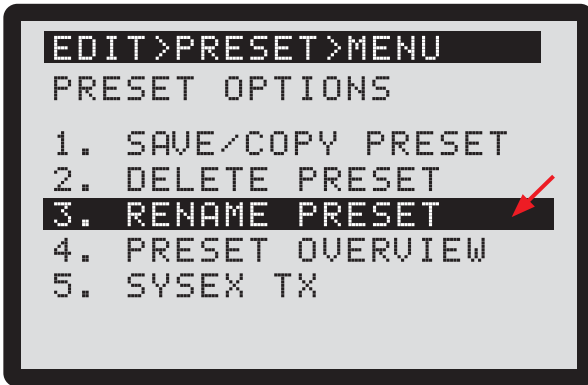 EDIT>PRESET>MENU
PRESET OPTIONS
1. SAVE/COPY PRESET
2. DELETE PRESET
3. RENAME PRESET
4. PRESET OVERVIEW
5. SYSEX TX